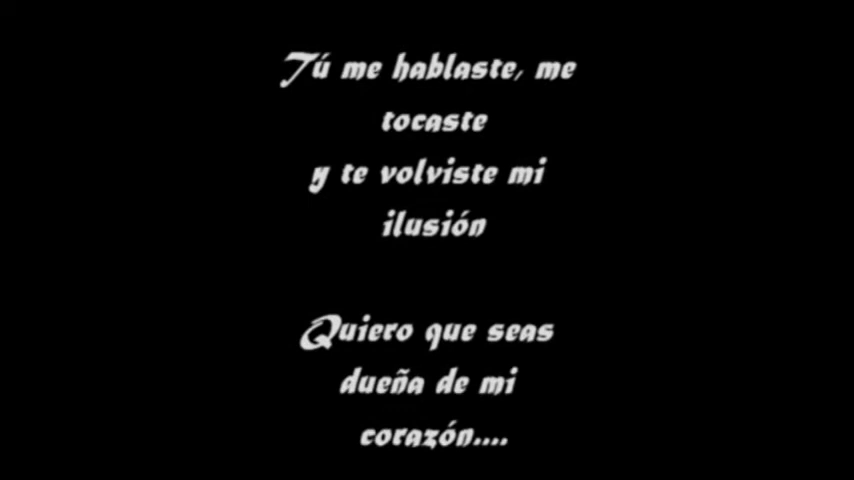 Tú me hablaste, me
tocaste
y te volviste mi
ilusión
Quiero que seas
dueña de mi
corazón....